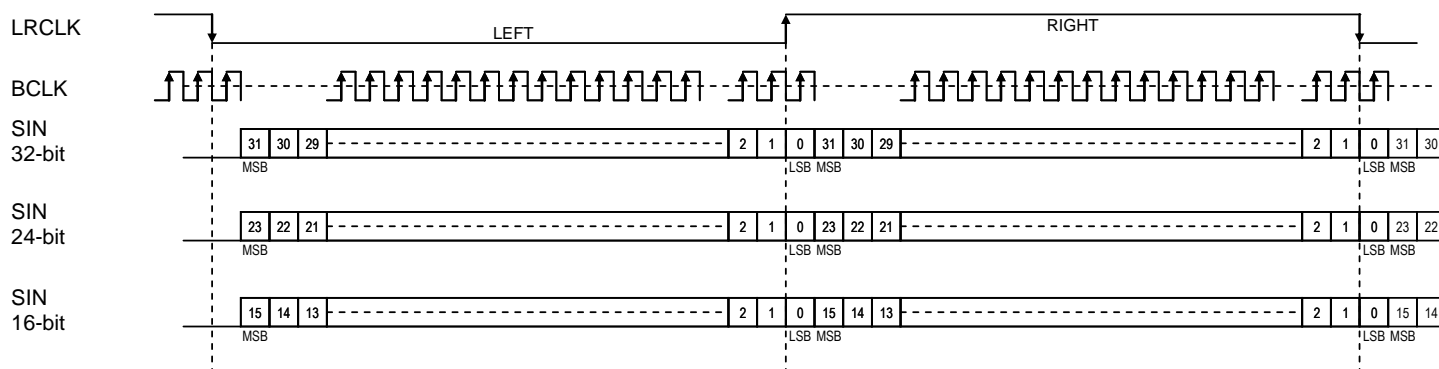 LRCLK
LEFT
RIGHT
BCLK
SIN
32-bit
31 30 29 2 1 0 31 30 29 2 1 0 31 30
MSB LSB MSB LSB MSB
SIN
24-bit
23 22 21 2 1 0 23 22 21 2 1 0 23 22
MSB LSB MSB LSB MSB
SIN
16-bit
15 14 13 2 1 0 15 14 13 2 1 0 15 14
MSB LSB MSB LSB MSB